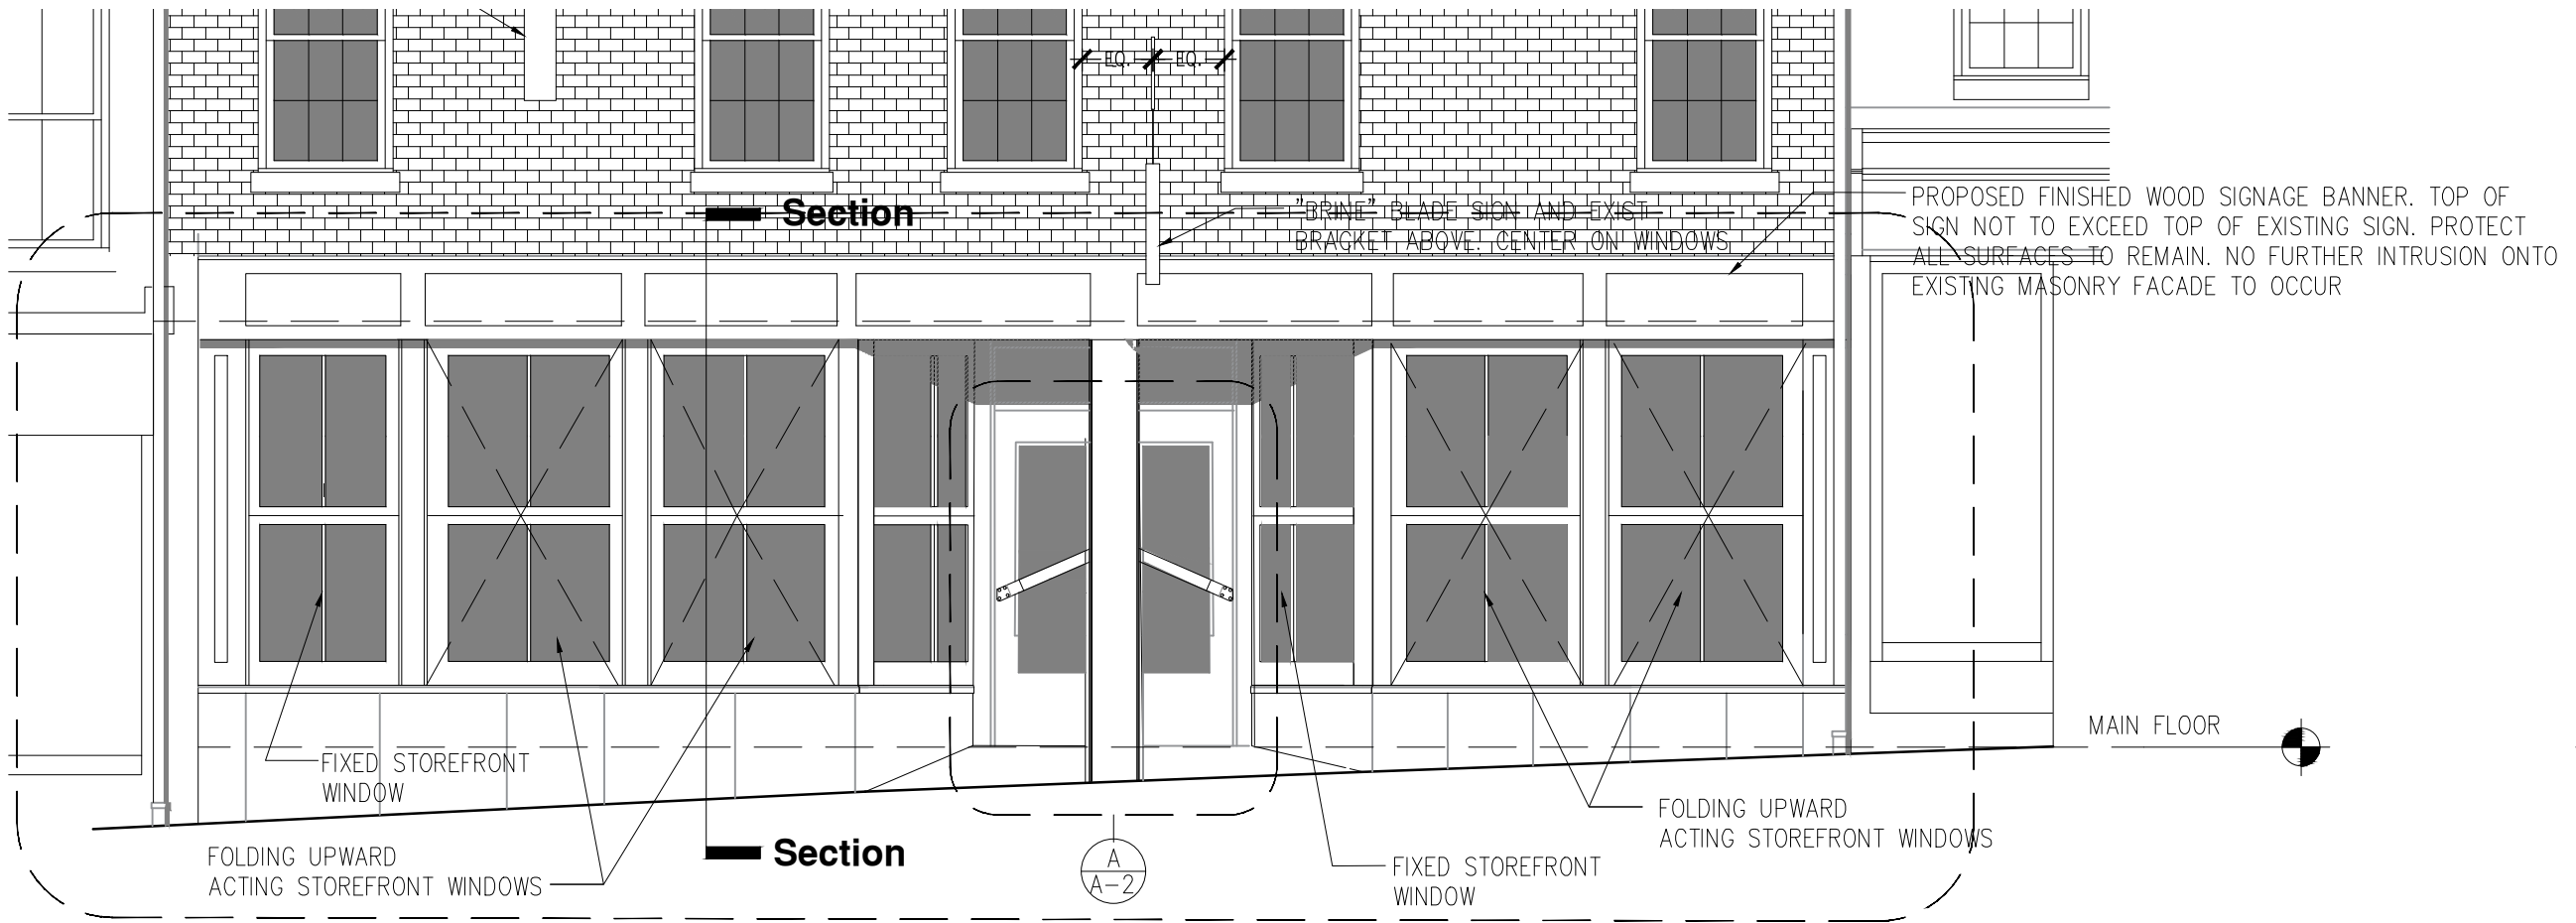 EQ. EQ.
Section
"BRINE" BLADE SIGN AND EXIST
BRACKET ABOVE. CENTER ON WINDOWS
PROPOSED FINISHED WOOD SIGNAGE BANNER. TOP OF
SIGN NOT TO EXCEED TOP OF EXISTING SIGN. PROTECT
ALL SURFACES TO REMAIN. NO FURTHER INTRUSION ONTO
EXISTING MASONRY FACADE TO OCCUR
MAIN FLOOR
FIXED STOREFRONT
WINDOW
FOLDING UPWARD
ACTING STOREFRONT WINDOWS
Section
A
A-2
FIXED STOREFRONT
WINDOW
FOLDING UPWARD
ACTING STOREFRONT WINDOWS